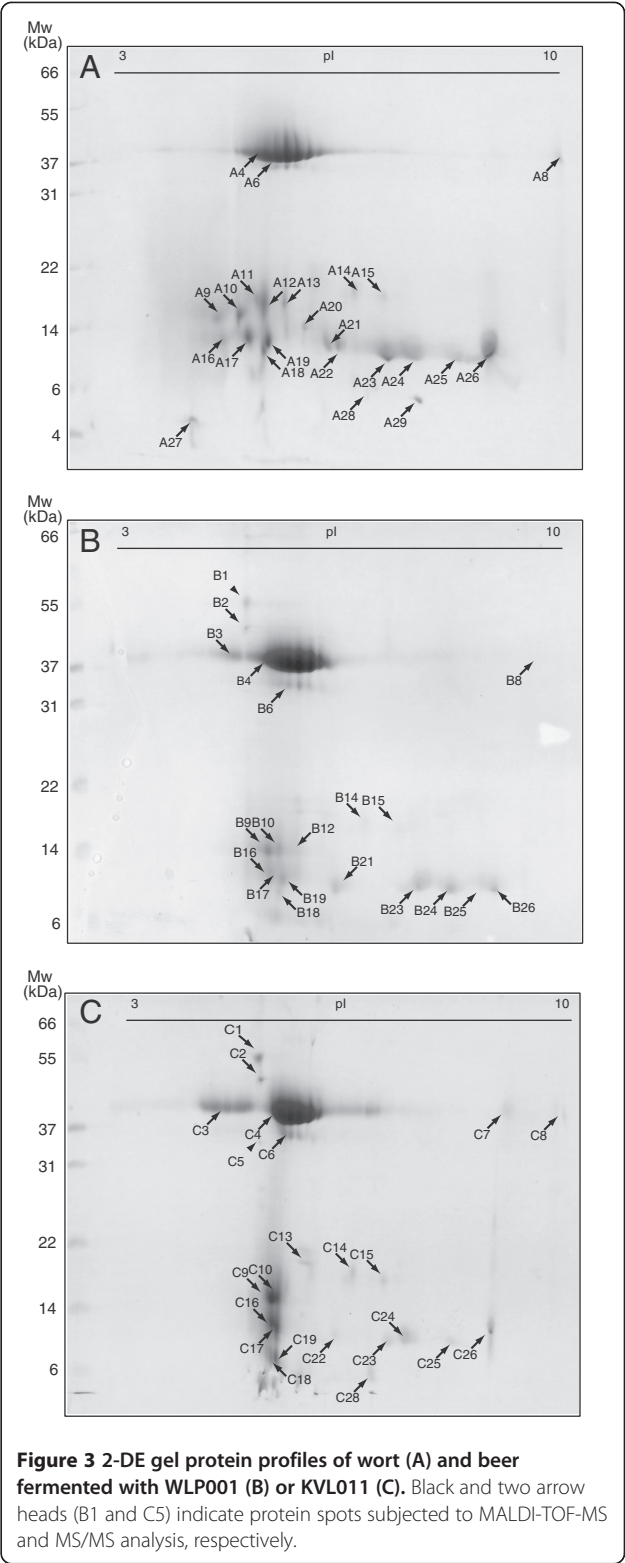 Mw
(kDa)
A
3 pI 10
66
55
37
31
22
14
6
4
A4
A6
A8
A11
A9 A10
A12 A13
A14 A15
A20
A21
A16 A17
A19
A18
A22
A23 A24
A25
A26
A28
A29
A27
Mw
(kDa)
B
3 pI 10
66
55
37
31
22
14
6
B1
B2
B3
B4
B6
B8
B14 B15
B9 B10
B12
B16
B21
B17
B19
B18
B23
B24
B25
B26
Mw
(kDa)
C
3 pI 10
66
55
37
31
22
14
6
C1
C2
C3
C4
C5
C6
C7
C8
C13
C14
C15
C9 C10
C16
C24
C17
C19
C22
C23
C25
C26
C18
C28
Figure 3 2-DE gel protein profiles of wort (A) and beer
fermented with WLP001 (B) or KVL011 (C). Black and two arrow
heads (B1 and C5) indicate protein spots subjected to MALDI-TOF-MS
and MS/MS analysis, respectively.